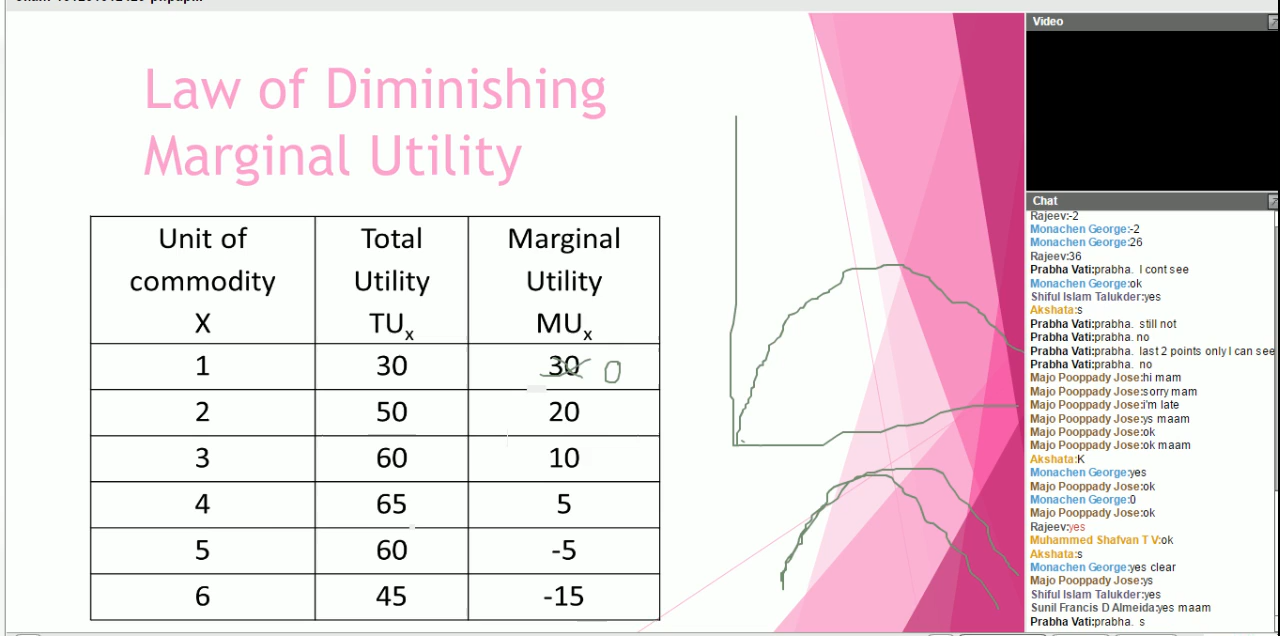 Video
Law of Diminishing
Marginal Utility
Unit of commodity X Total Utility TUx Marginal Utility MUx
1 30 30 0
2 50 20
3 60 10
4 65 5
5 60 -5
6 45 -15
Chat
Rajeev:-2
Monachen George:-2
Monachen George:26
Rajeev:36
Prabha Vati:prabha. I cont see
Monachen George:ok
Shiful Islam Talukder:yes
Akshata:s
Prabha Vati:prabha. still not
Prabha Vati:prabha. no
Prabha Vati:prabha. last 2 points only I can see
Prabha Vati:prabha. no
Majo Pooppady Jose:hi mam
Majo Pooppady Jose:sorry mam
Majo Pooppady Jose:i'm late
Majo Pooppady Jose:ys maam
Majo Pooppady Jose:ok
Majo Pooppady Jose:ok maam
Akshata:K
Monachen George:yes
Majo Pooppady Jose:ok
Monachen George:0
Majo Pooppady Jose:ok
Rajeev:yes
Muhammed Shafvan T V:ok
Akshata:s
Monachen George:yes clear
Majo Pooppady Jose:ys
Shiful Islam Talukder:yes
Sunil Francis D Almeida:yes maam
Prabha Vati:prabha. s